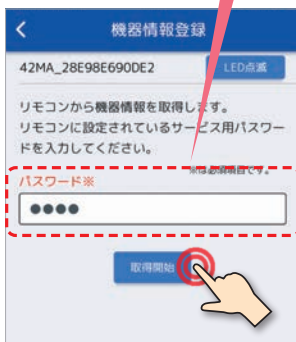 機器情報登録
42MA_28E98E690DE2
LED点滅
リモコンから機器情報を取得します。
リモコンに設定されているサービス用パスワー
ドを入力してください。
※は必須項目です。
パスワード※
●●●●
取得開始